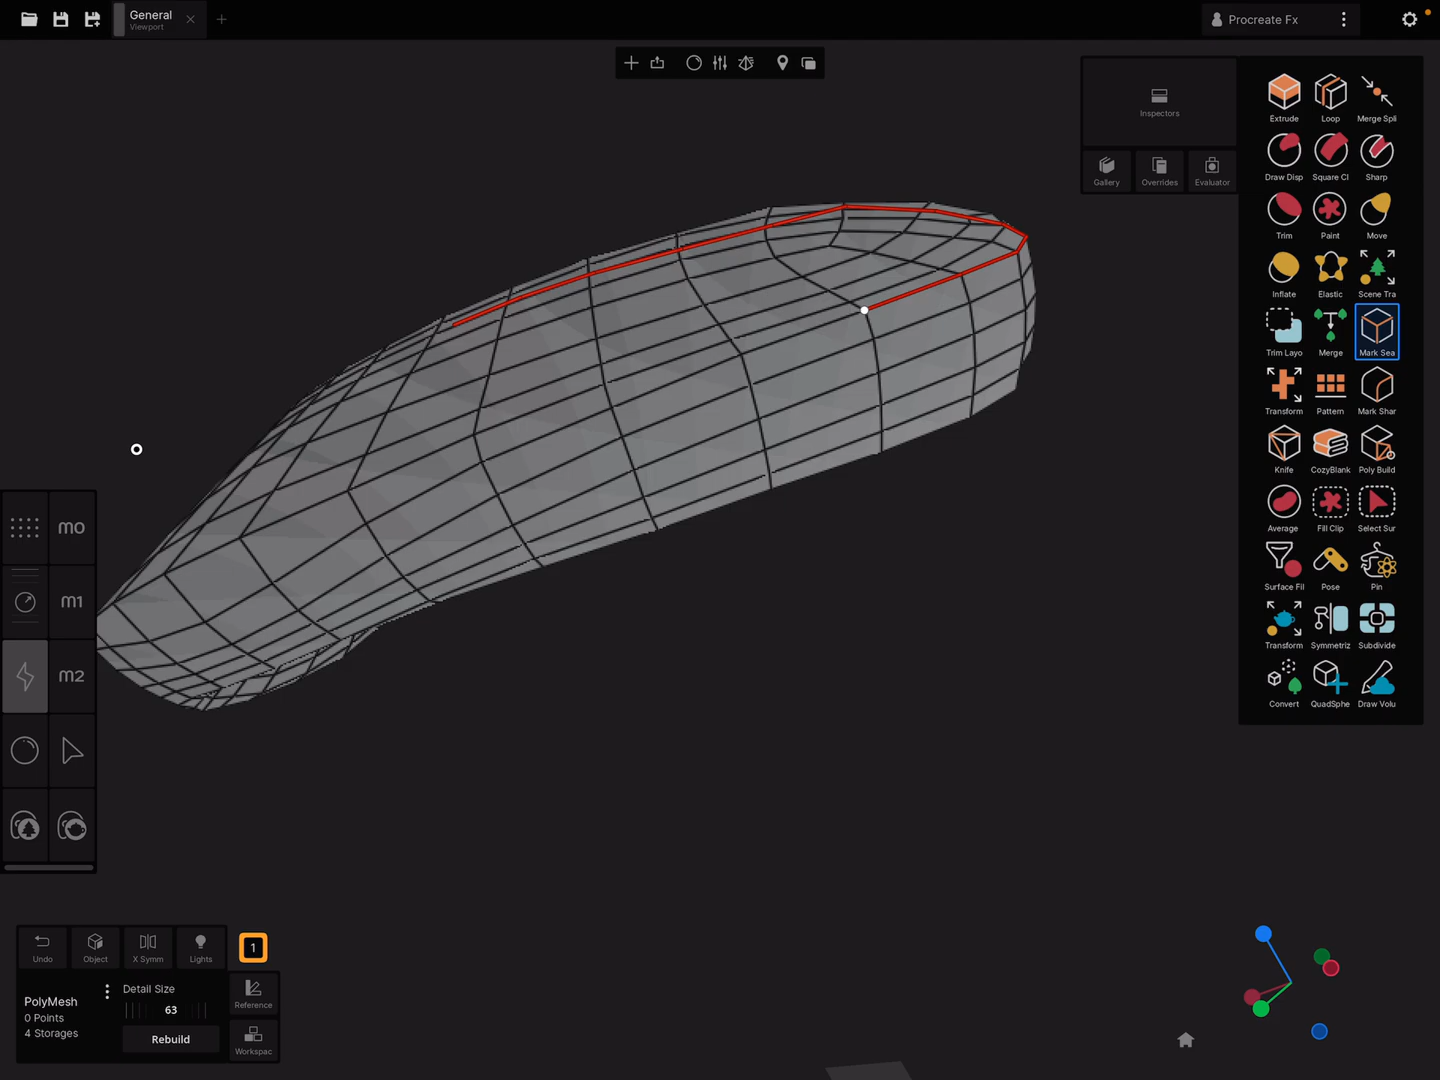 General
Viewport
Procreate Fx
Inspectors
Gallery
Overrides
Evaluator
Extrude
Loop
Merge Spli
Draw Disp
Square Cl
Sharp
Trim
Paint
Move
Inflate
Elastic
Scene Tra
Trim Layo
Merge
Mark Sea
Transform
Pattern
Mark Shar
Knife
CozyBlank
Poly Build
Average
Fill Clip
Select Sur
Surface Fil
Pose
Pin
Transform
Symmetriz
Subdivide
Convert
QuadSphe
Draw Volu
m0
m1
m2
Undo
Object
X Symm
Lights
1
PolyMesh
0 Points
4 Storages
Detail Size
63
Rebuild
Reference
Workspac